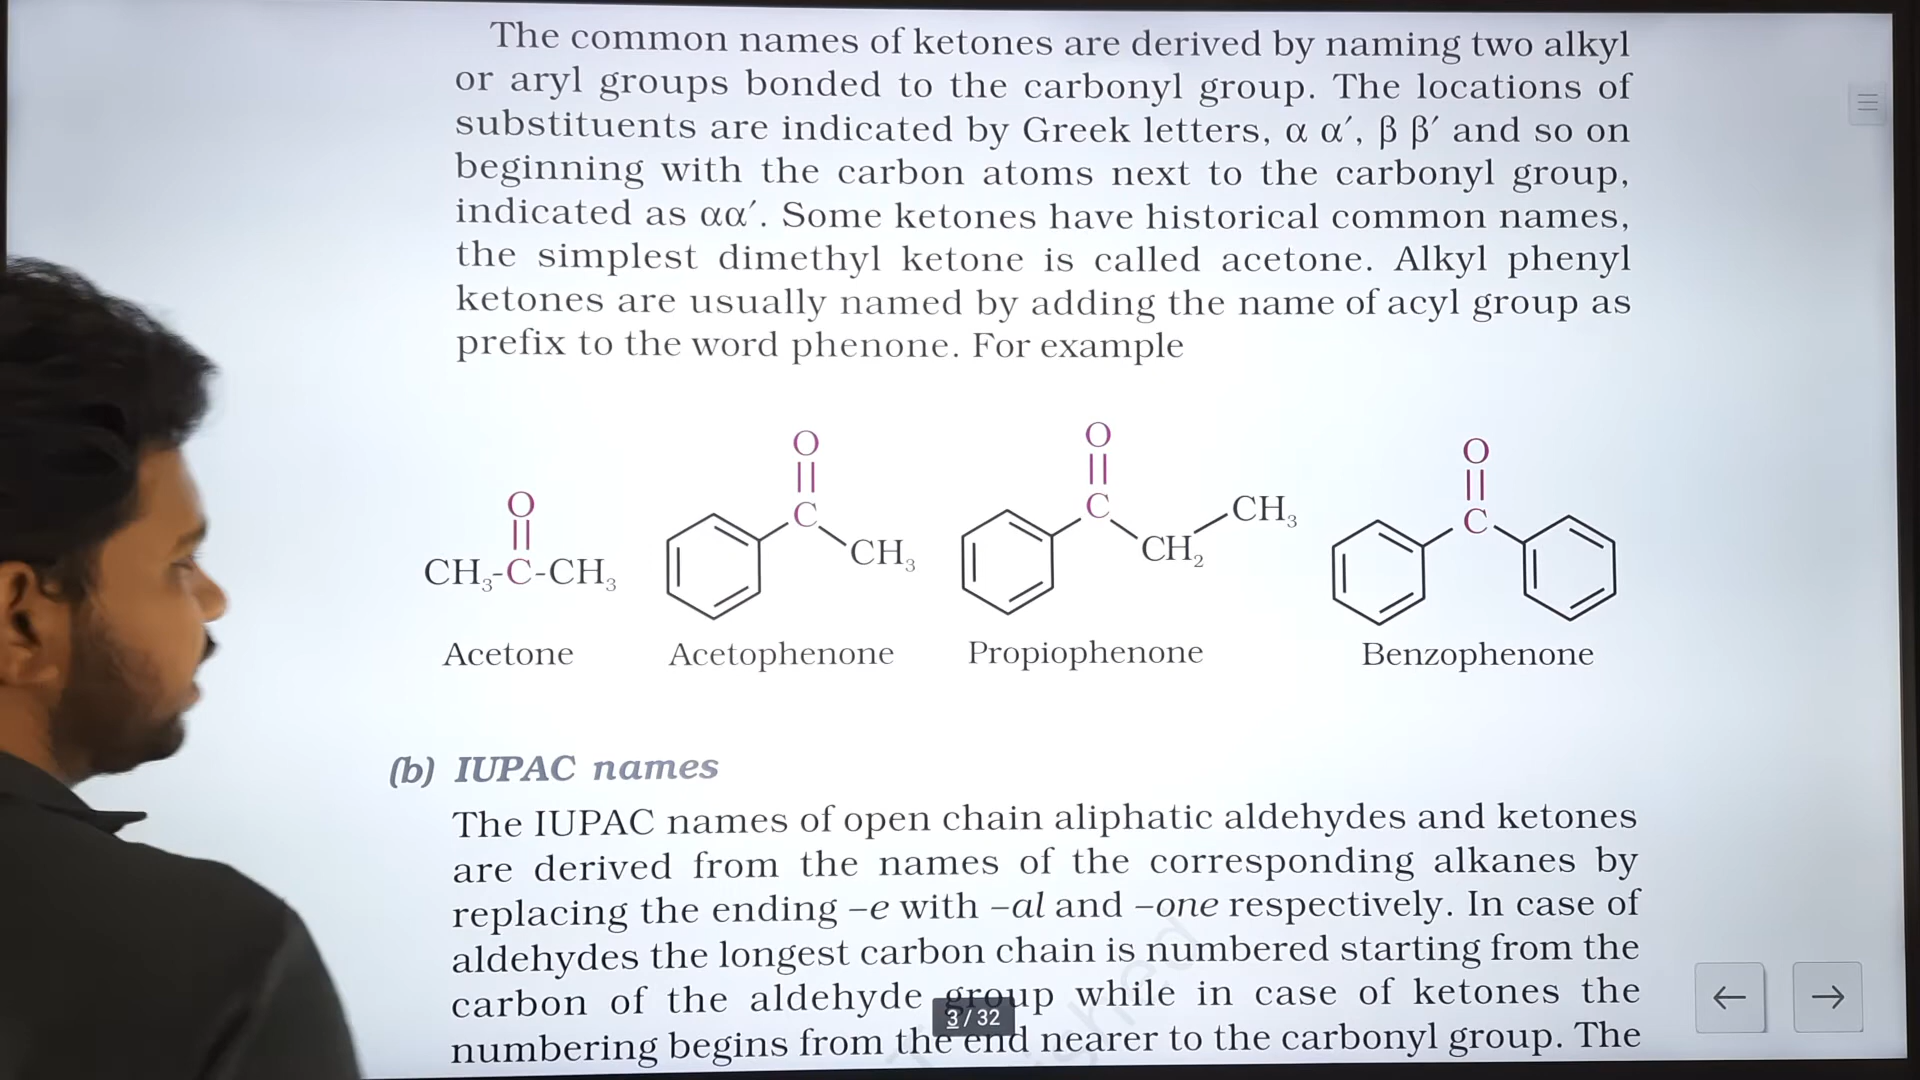 The common names of ketones are derived by naming two alkyl
or aryl groups bonded to the carbonyl group. The locations of
substituents are indicated by Greek letters, α α′, β β′ and so on
beginning with the carbon atoms next to the carbonyl group,
indicated as αα′. Some ketones have historical common names,
the simplest dimethyl ketone is called acetone. Alkyl phenyl
ketones are usually named by adding the name of acyl group as
prefix to the word phenone. For example
O
C
CH₃-C-CH₃
O
C
CH₃
O
C
CH₂
CH₃
O
C
Acetone
Acetophenone
Propiophenone
Benzophenone
(b) IUPAC names
The IUPAC names of open chain aliphatic aldehydes and ketones
are derived from the names of the corresponding alkanes by
replacing the ending –e with –al and –one respectively. In case of
aldehydes the longest carbon chain is numbered starting from the
carbon of the aldehyde group while in case of ketones the
numbering begins from the end nearer to the carbonyl group. The
3 / 32